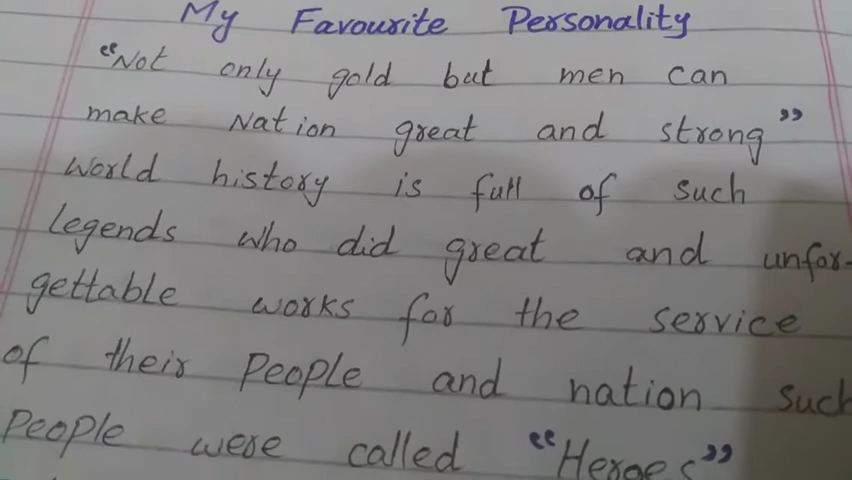 My Favourite Personality
"Not only gold but men can
make Nation great and strong"
World history is full of such
legends who did great and unfor-
gettable works for the service
of their People and nation such
People were called "Heroes"